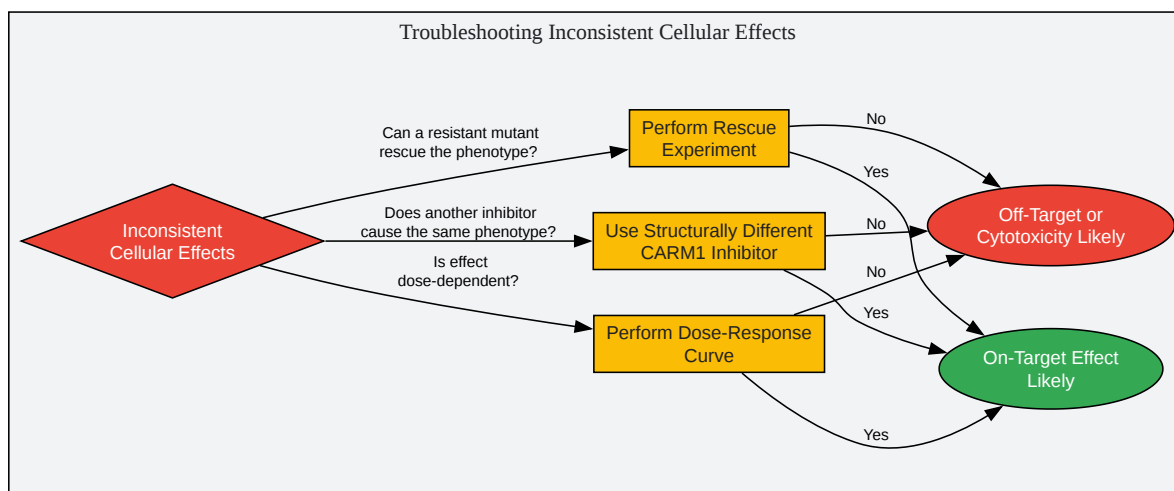 Troubleshooting Inconsistent Cellular Effects
Can a resistant mutant
rescue the phenotype?
Perform Rescue
Experiment
No
Yes
Inconsistent
Cellular Effects
Does another inhibitor
cause the same phenotype?
Use Structurally Different
CARM1 Inhibitor
No
Off-Target or
Cytotoxicity Likely
Is effect
dose-dependent?
No
Yes
Perform Dose-Response
Curve
On-Target Effect
Likely
Yes